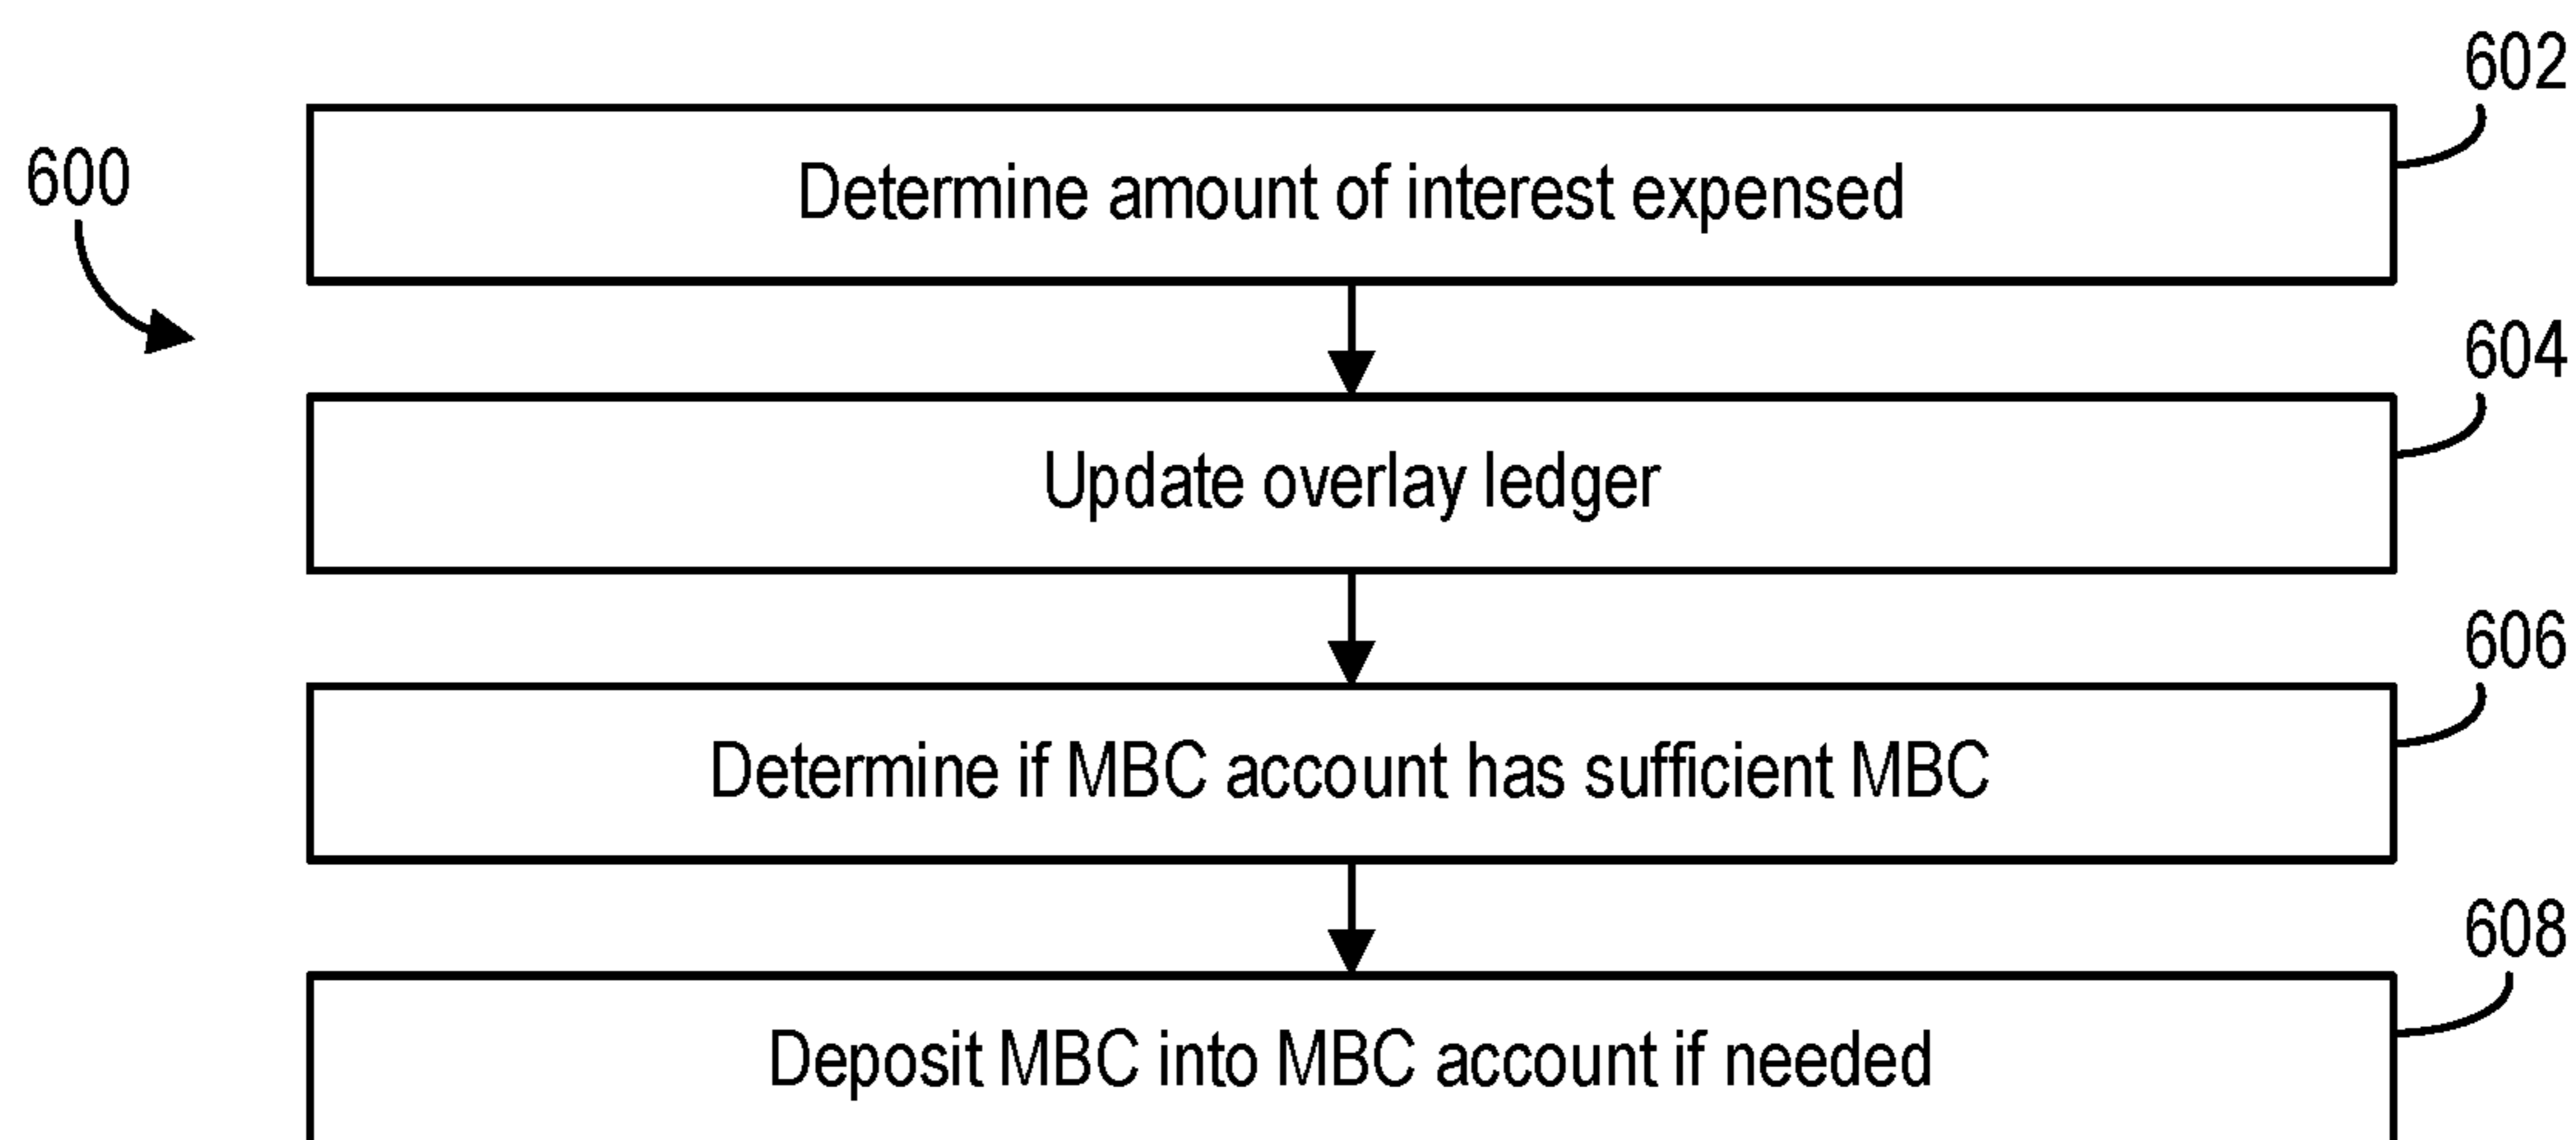 602
600
Determine amount of interest expensed
604
Update overlay ledger
606
Determine if MBC account has sufficient MBC
608
Deposit MBC into MBC account if needed